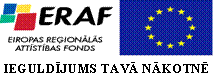 ERAF
EIROPAS REĢIONĀLĀS
ATTĪSTĪBAS FONDS
IEGULDĪJUMS TAVĀ NĀKOTNĒ